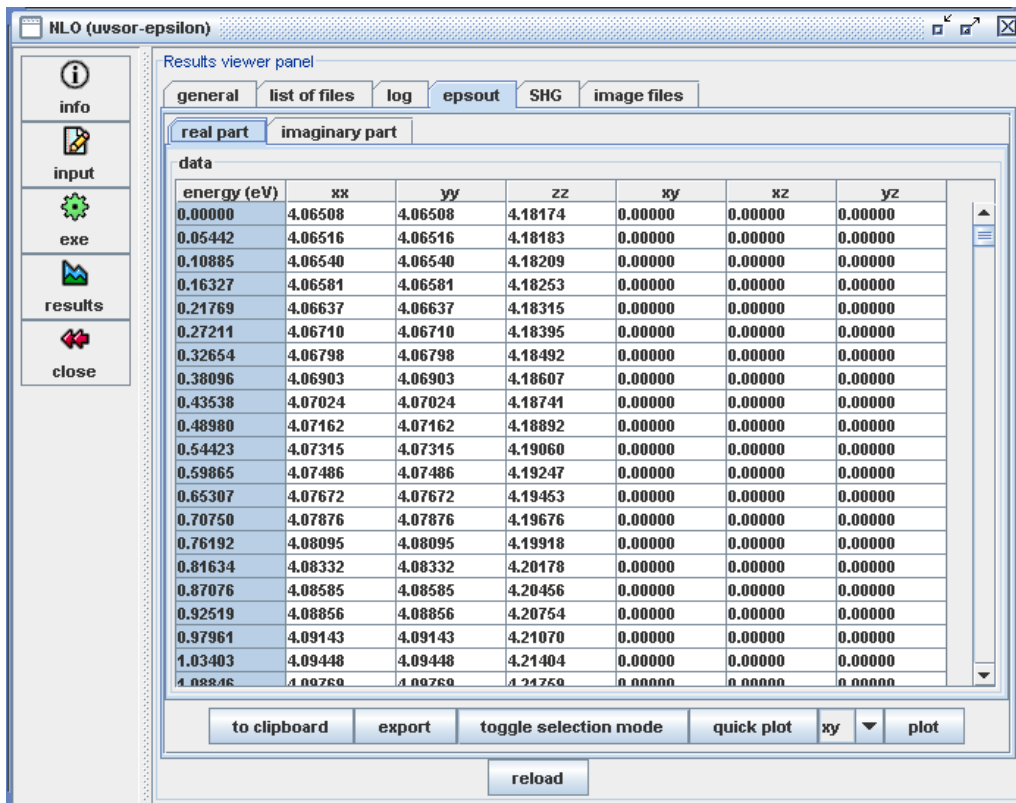 NLO (uvsor-epsilon)
info
input
exe
results
close
Results viewer panel
general list of files log epsout SHG image files
real part imaginary part
data
energy (eV) xx yy zz xy xz yz
0.00000 4.06508 4.06508 4.18174 0.00000 0.00000 0.00000
0.05442 4.06516 4.06516 4.18183 0.00000 0.00000 0.00000
0.10885 4.06540 4.06540 4.18209 0.00000 0.00000 0.00000
0.16327 4.06581 4.06581 4.18253 0.00000 0.00000 0.00000
0.21769 4.06637 4.06637 4.18315 0.00000 0.00000 0.00000
0.27211 4.06710 4.06710 4.18395 0.00000 0.00000 0.00000
0.32654 4.06798 4.06798 4.18492 0.00000 0.00000 0.00000
0.38096 4.06903 4.06903 4.18607 0.00000 0.00000 0.00000
0.43538 4.07024 4.07024 4.18741 0.00000 0.00000 0.00000
0.48980 4.07162 4.07162 4.18892 0.00000 0.00000 0.00000
0.54423 4.07315 4.07315 4.19060 0.00000 0.00000 0.00000
0.59865 4.07486 4.07486 4.19247 0.00000 0.00000 0.00000
0.65307 4.07672 4.07672 4.19453 0.00000 0.00000 0.00000
0.70750 4.07876 4.07876 4.19676 0.00000 0.00000 0.00000
0.76192 4.08095 4.08095 4.19918 0.00000 0.00000 0.00000
0.81634 4.08332 4.08332 4.20178 0.00000 0.00000 0.00000
0.87076 4.08585 4.08585 4.20456 0.00000 0.00000 0.00000
0.92519 4.08856 4.08856 4.20754 0.00000 0.00000 0.00000
0.97961 4.09143 4.09143 4.21070 0.00000 0.00000 0.00000
1.03403 4.09448 4.09448 4.21404 0.00000 0.00000 0.00000
1.08846 4.09769 4.09769 4.21759 0.00000 0.00000 0.00000
to clipboard export toggle selection mode quick plot xy plot
reload